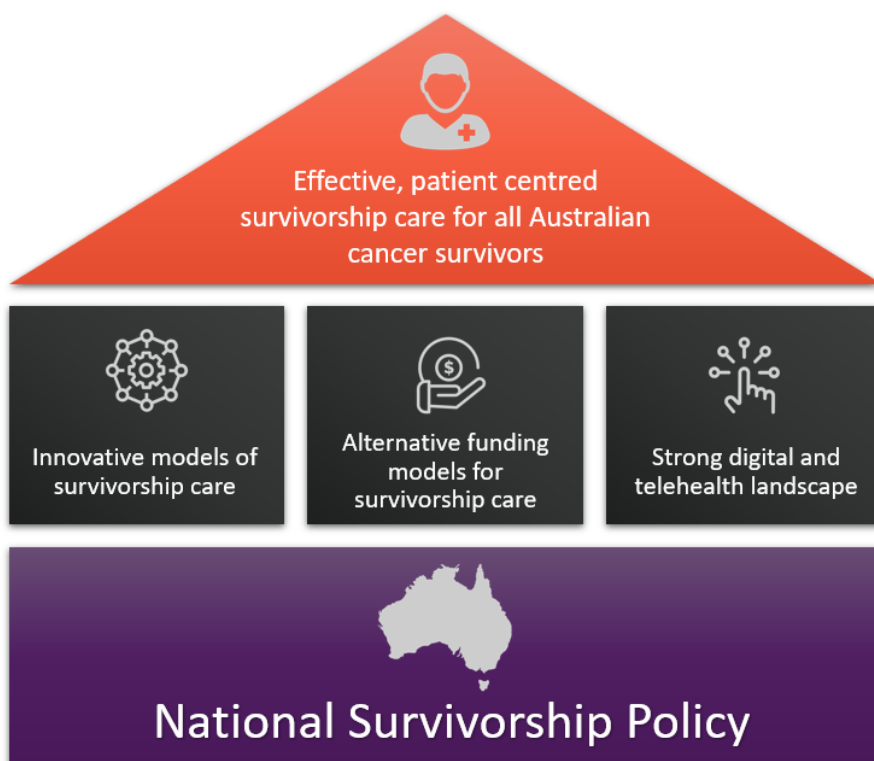 Effective, patient centred
survivorship care for all Australian
cancer survivors
Innovative models of
survivorship care
Alternative funding
models for
survivorship care
Strong digital and
telehealth landscape
National Survivorship Policy